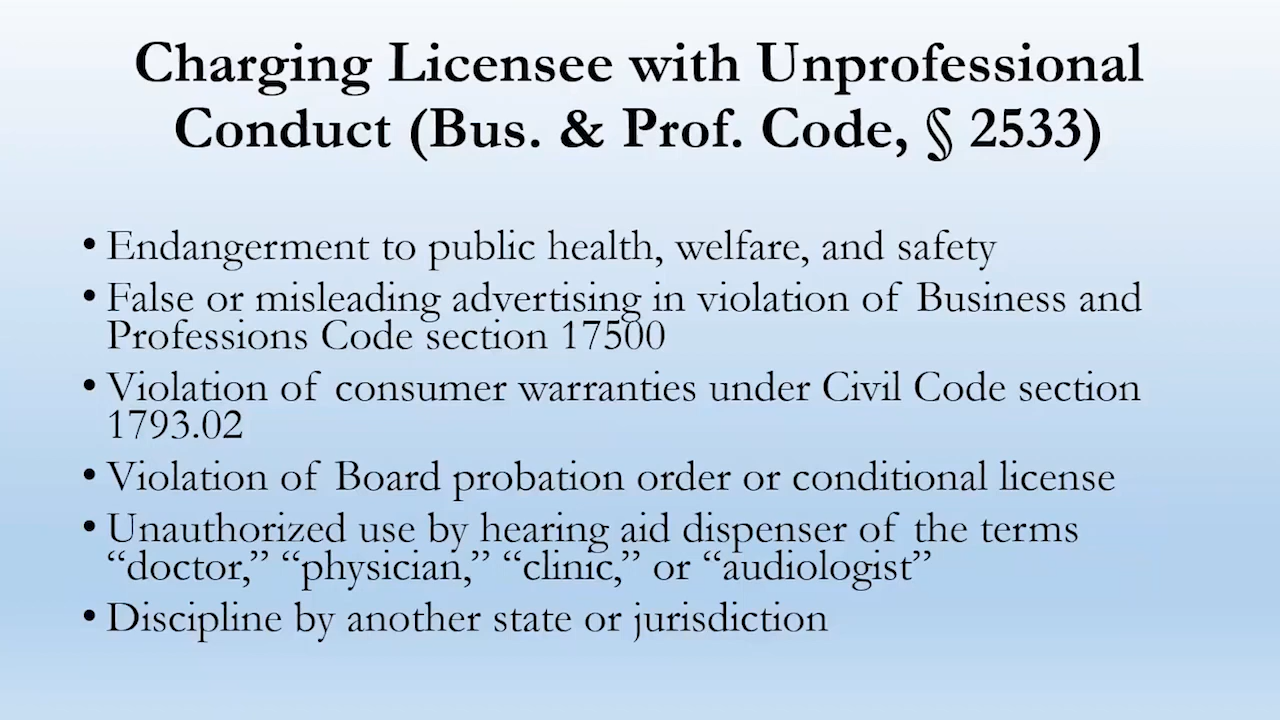 Charging Licensee with Unprofessional
Conduct (Bus. & Prof. Code, § 2533)
• Endangerment to public health, welfare, and safety
• False or misleading advertising in violation of Business and
Professions Code section 17500
• Violation of consumer warranties under Civil Code section
1793.02
• Violation of Board probation order or conditional license
• Unauthorized use by hearing aid dispenser of the terms
“doctor,” “physician,” “clinic,” or “audiologist”
• Discipline by another state or jurisdiction